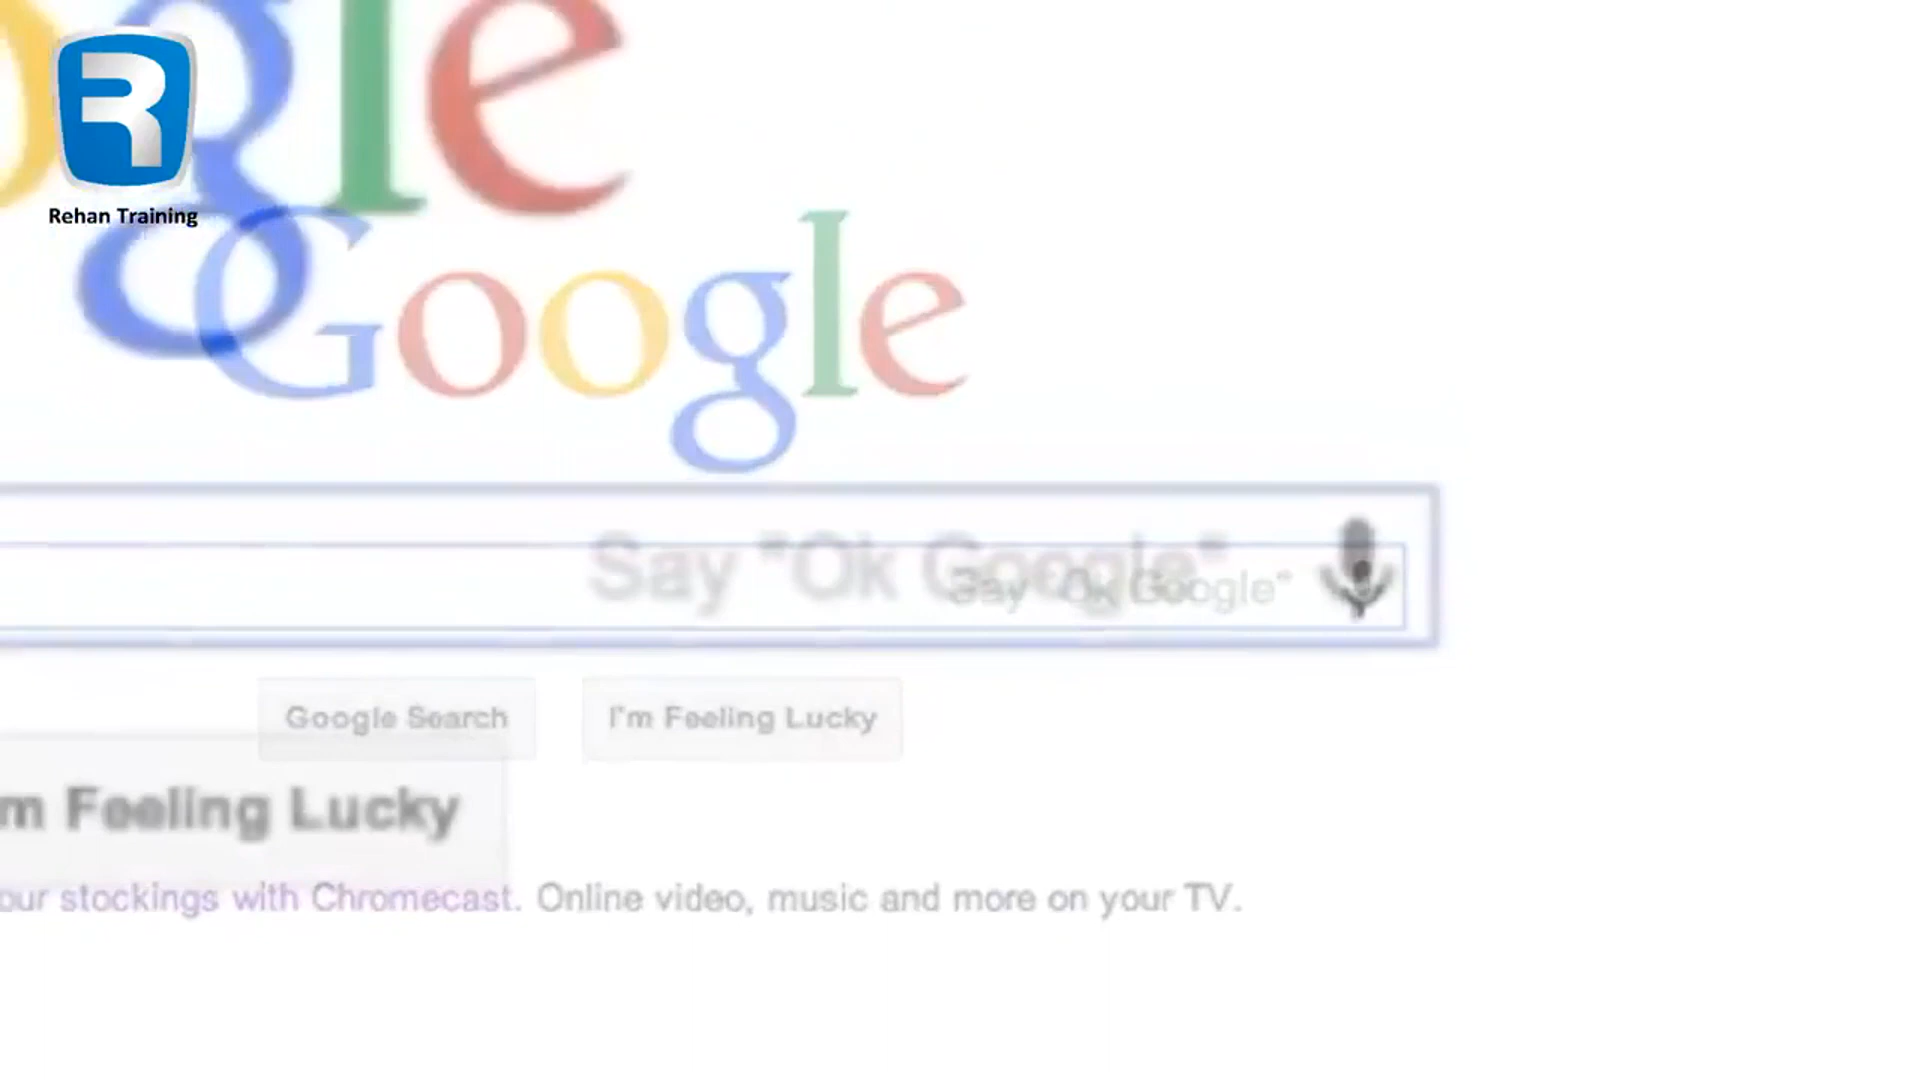 ogle
Rehan Training
Google
Say "Ok Google"
Say "Ok Google"
Google Search
I'm Feeling Lucky
m Feeling Lucky
our stockings with Chromecast. Online video, music and more on your TV.